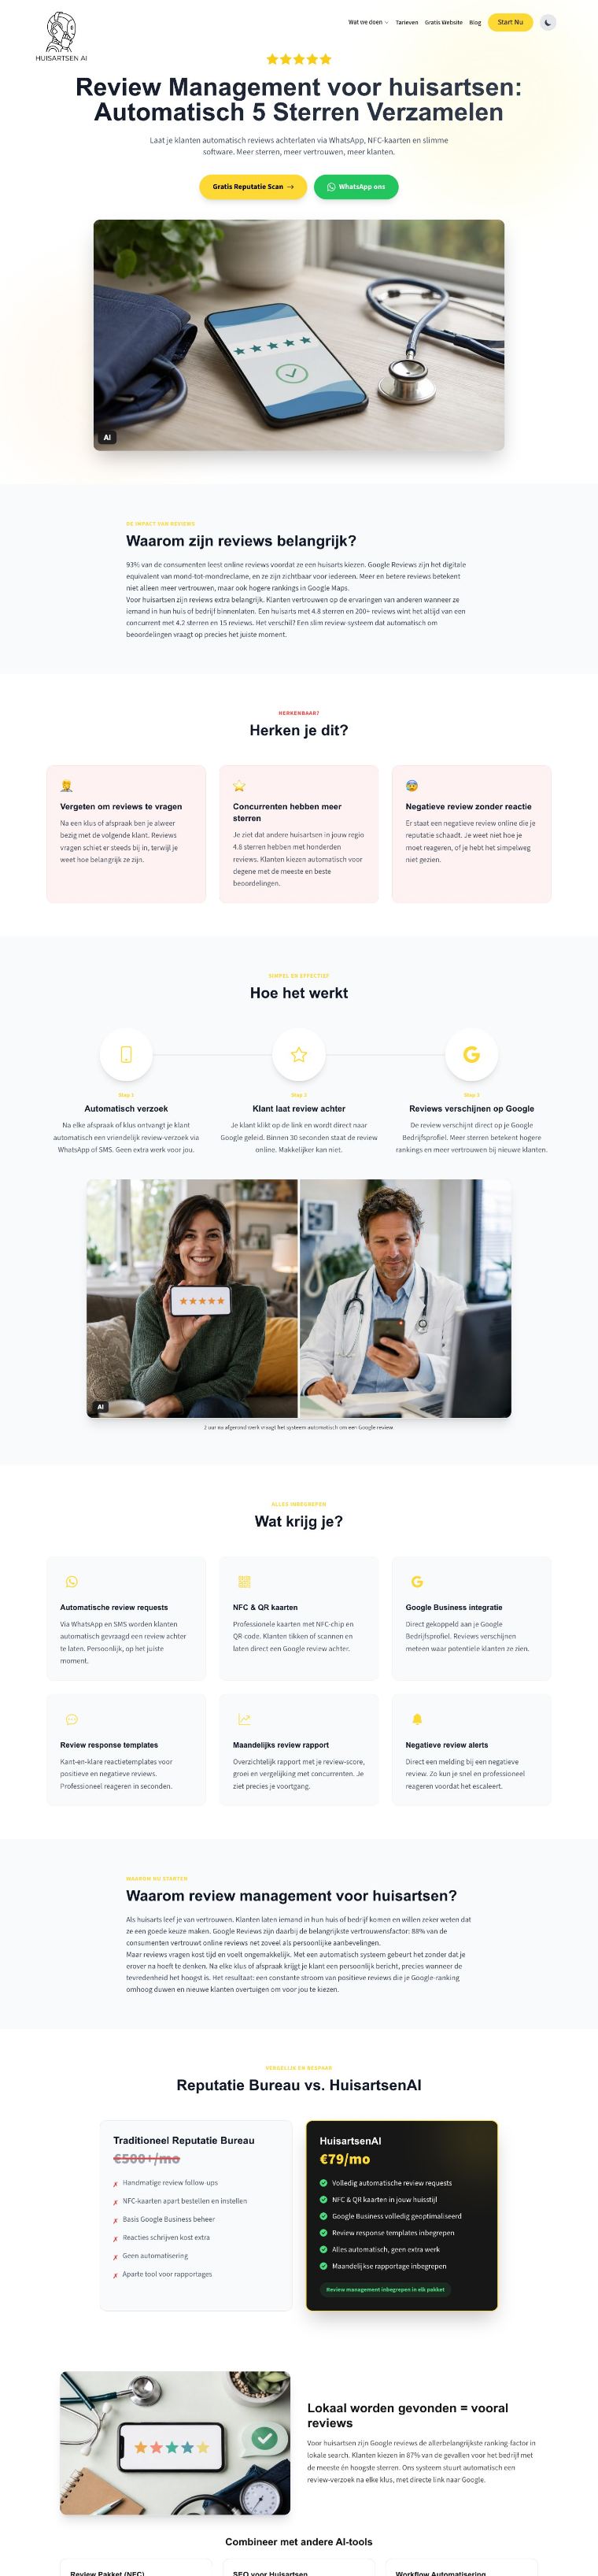 HUISARTSEN AI
Wat we doen
Tarieven
Gratis Website
Blog
Start Nu
Review Management voor huisartsen:
Automatisch 5 Sterren Verzamelen
Laat je klanten automatisch reviews achterlaten via WhatsApp, NFC-kaarten en slimme
software. Meer sterren, meer vertrouwen, meer klanten.
Gratis Reputatie Scan →
WhatsApp ons
AI
DE IMPACT VAN REVIEWS
Waarom zijn reviews belangrijk?
93% van de consumenten leest online reviews voordat ze een huisarts kiezen. Google Reviews zijn het digitale
equivalent van mond-tot-mondreclame, en ze zijn zichtbaar voor iedereen. Meer en betere reviews betekent
niet alleen meer vertrouwen, maar ook hogere rankings in Google Maps.
Voor huisartsen zijn reviews extra belangrijk. Klanten vertrouwen op de ervaringen van anderen wanneer ze
iemand in hun huis of bedrijf binnenlaten. Een huisarts met 4.8 sterren en 200+ reviews wint het altijd van een
concurrent met 4.2 sterren en 15 reviews. Het verschil? Een slim review-systeem dat automatisch om
beoordelingen vraagt op precies het juiste moment.
HERKENBAAR?
Herken je dit?
Vergeten om reviews te vragen
Na een klus of afspraak ben je alweer
bezig met de volgende klant. Reviews
vragen schiet er steeds bij in, terwijl je
weet hoe belangrijk ze zijn.
Concurrenten hebben meer
sterren
Je ziet dat andere huisartsen in jouw regio
4.8 sterren hebben met honderden
reviews. Klanten kiezen automatisch voor
degene met de meeste en beste
beoordelingen.
Negatieve review zonder reactie
Er staat een negatieve review online die je
reputatie schaadt. Je weet niet hoe je
moet reageren, of je hebt het simpelweg
niet gezien.
SIMPEL EN EFFECTIEF
Hoe het werkt
Stap 1
Automatisch verzoek
Na elke afspraak of klus ontvangt je klant
automatisch een vriendelijk review-verzoek via
WhatsApp of SMS. Geen extra werk voor jou.
Stap 2
Klant laat review achter
Je klant klikt op de link en wordt direct naar
Google geleid. Binnen 30 seconden staat de review
online. Makkelijker kan niet.
Stap 3
Reviews verschijnen op Google
De review verschijnt direct op je Google
Bedrijfsprofiel. Meer sterren betekent hogere
rankings en meer vertrouwen bij nieuwe klanten.
AI
2 uur na afgerond werk vraagt het systeem automatisch om een Google-review
ALLES INBEGREPEN
Wat krijg je?
Automatische review requests
Via WhatsApp en SMS worden klanten
automatisch gevraagd een review achter
te laten. Persoonlijk, op het juiste
moment.
NFC & QR kaarten
Professionele kaarten met NFC-chip en
QR-code. Klanten tikken of scannen en
laten direct een Google review achter.
Google Business integratie
Direct gekoppeld aan je Google
Bedrijfsprofiel. Reviews verschijnen
meteen waar potentiele klanten ze zien.
Review response templates
Kant-en-klare reactietemplates voor
positieve en negatieve reviews.
Professioneel reageren in seconden.
Maandelijks review rapport
Overzichtelijk rapport met je review-score,
groei en vergelijking met concurrenten. Je
ziet precies je voortgang.
Negatieve review alerts
Direct een melding bij een negatieve
review. Zo kun je snel en professioneel
reageren voordat het escaleert.
WAAROM NU STARTEN
Waarom review management voor huisartsen?
Als huisarts leef je van vertrouwen. Klanten laten iemand in hun huis of bedrijf komen en willen zeker weten dat
ze een goede keuze maken. Google Reviews zijn daarbij de belangrijkste vertrouwensfactor: 88% van de
consumenten vertrouwt online reviews net zoveel als persoonlijke aanbevelingen.
Maar reviews vragen kost tijd en voelt ongemakkelijk. Met een automatisch systeem gebeurt het zonder dat je
erover na hoeft te denken. Na elke klus of afspraak krijgt je klant een persoonlijk bericht, precies wanneer de
tevredenheid het hoogst is. Het resultaat: een constante stroom van positieve reviews die je Google-ranking
omhoog duwen en nieuwe klanten overtuigen om voor jou te kiezen.
VERGELIJK EN BESPAAR
Reputatie Bureau vs. HuisartsenAI
Traditioneel Reputatie Bureau
€500+/mo
✗ Handmatige review follow-ups
✗ NFC-kaarten apart bestellen en instellen
✗ Basis Google Business beheer
✗ Reacties schrijven kost extra
✗ Geen automatisering
✗ Aparte tool voor rapportages
HuisartsenAI
€79/mo
Volledig automatische review requests
NFC & QR kaarten in jouw huisstijl
Google Business volledig geoptimaliseerd
Review response templates inbegrepen
Alles automatisch, geen extra werk
Maandelijkse rapportage inbegrepen
Review management inbegrepen in elk pakket
Lokaal worden gevonden = vooral
reviews
Voor huisartsen zijn Google reviews de allerbelangrijkste ranking-factor in
lokale search. Klanten kiezen in 87% van de gevallen voor het bedrijf met
de meeste én hoogste sterren. Ons systeem stuurt automatisch een
review-verzoek na elke klus, met directe link naar Google.
Combineer met andere AI-tools
Review Pakket (NFC)
SEO voor Huisartsen
Workflow Automatisering